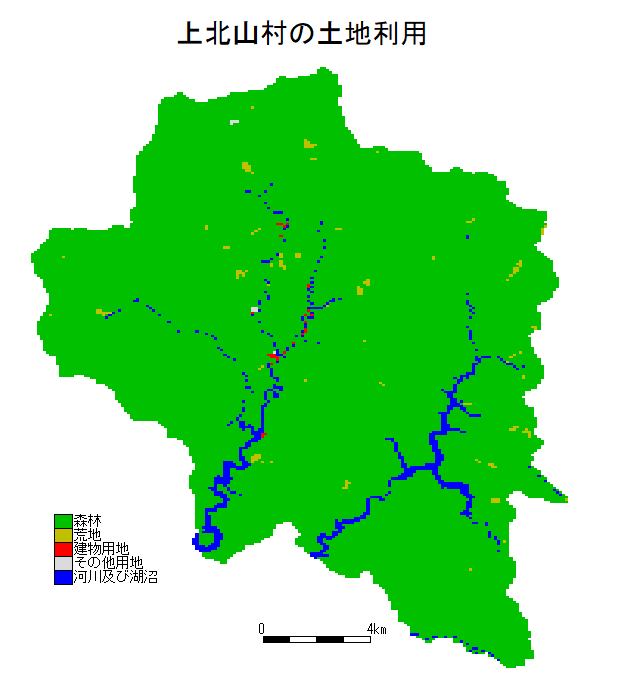 上北山村の土地利用
森林
荒地
建物用地
その他用地
河川及び湖沼
0 4km